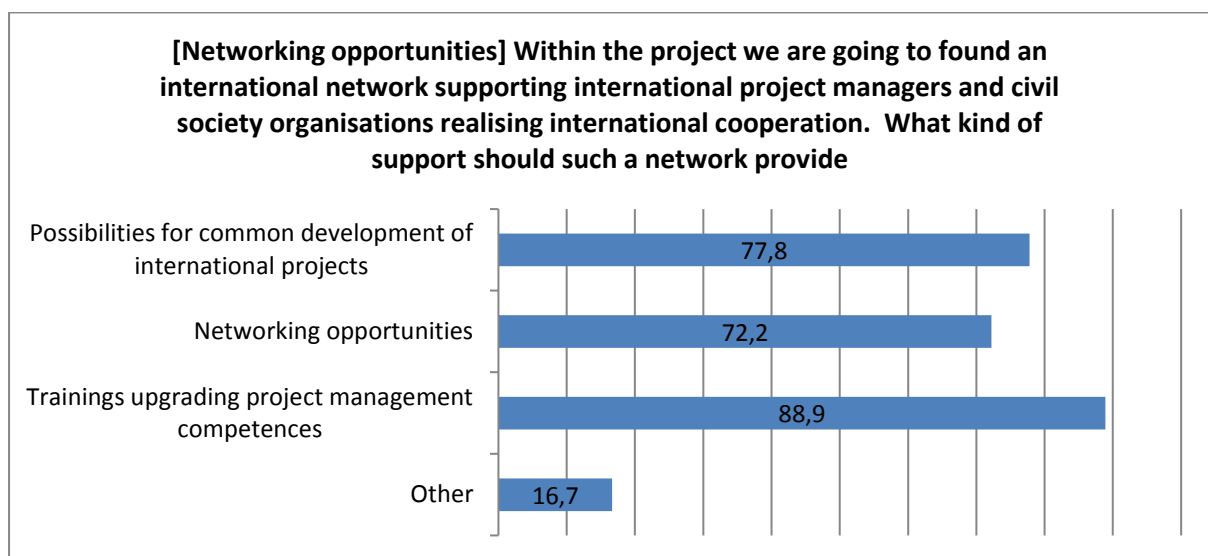 [Networking opportunities] Within the project we are going to found an
international network supporting international project managers and civil
society organisations realising international cooperation.  What kind of
support should such a network provide
Possibilities for common development of
international projects
77,8
Networking opportunities
72,2
Trainings upgrading project management
competences
88,9
Other
16,7